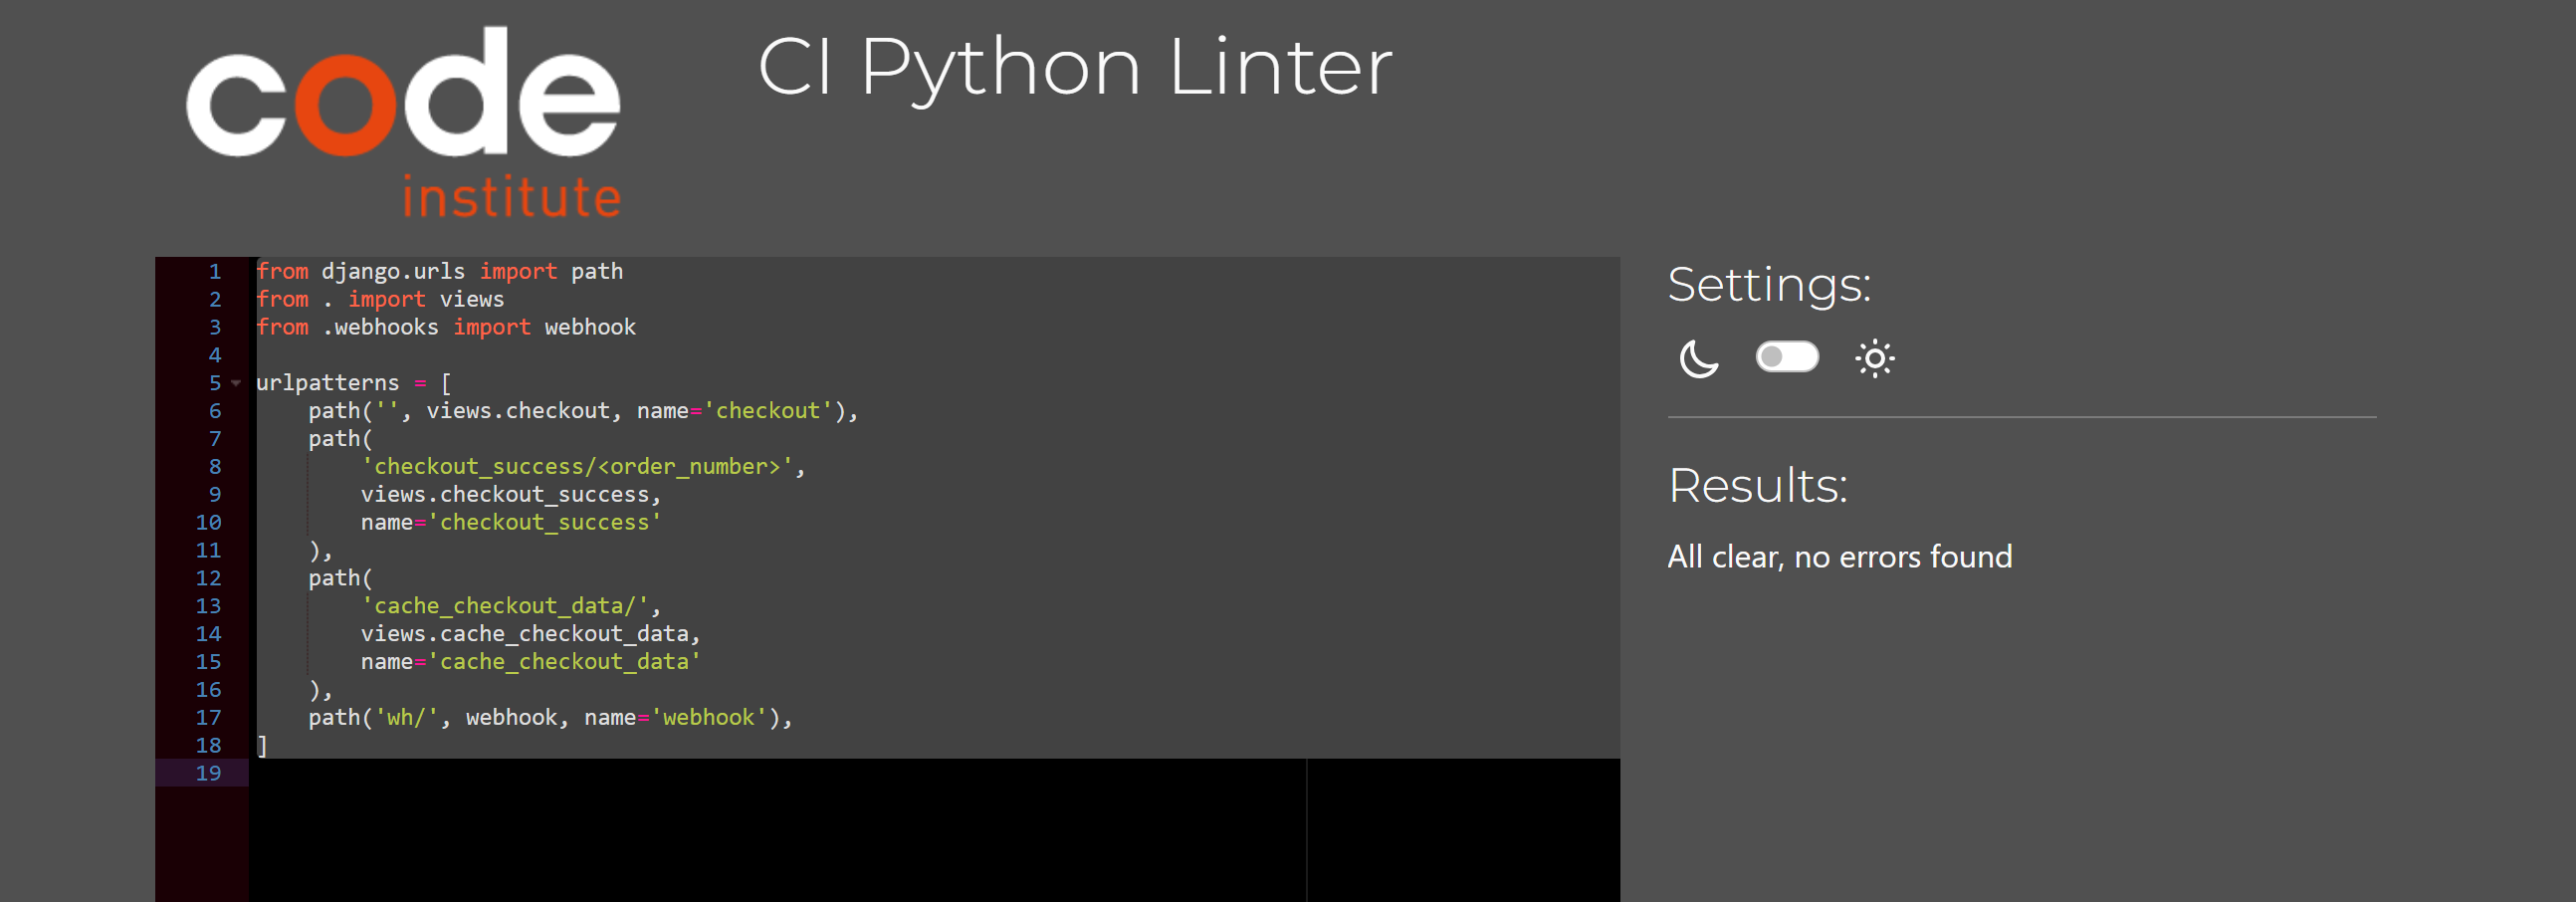 code
institute
CI Python Linter
1 from django.urls import path
2 from . import views
3 from .webhooks import webhook
4
5 urlpatterns = [
6     path('', views.checkout, name='checkout'),
7     path(
8         'checkout_success/<order_number>',
9         views.checkout_success,
10         name='checkout_success'
11     ),
12     path(
13         'cache_checkout_data/',
14         views.cache_checkout_data,
15         name='cache_checkout_data'
16     ),
17     path('wh/', webhook, name='webhook'),
18 ]
19
Settings:
Results:
All clear, no errors found